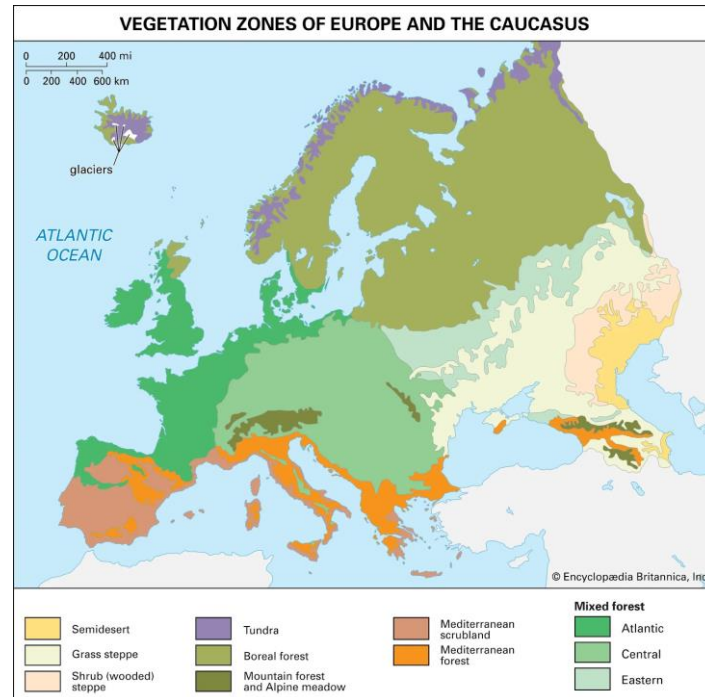 VEGETATION ZONES OF EUROPE AND THE CAUCASUS
0 200 400 mi
0 200 400 600 km
glaciers
ATLANTIC
OCEAN
© Encyclopædia Britannica, Inc.
Semidesert
Grass steppe
Shrub (wooded)
steppe
Tundra
Boreal forest
Mountain forest
and Alpine meadow
Mediterranean
scrubland
Mediterranean
forest
Mixed forest
Atlantic
Central
Eastern